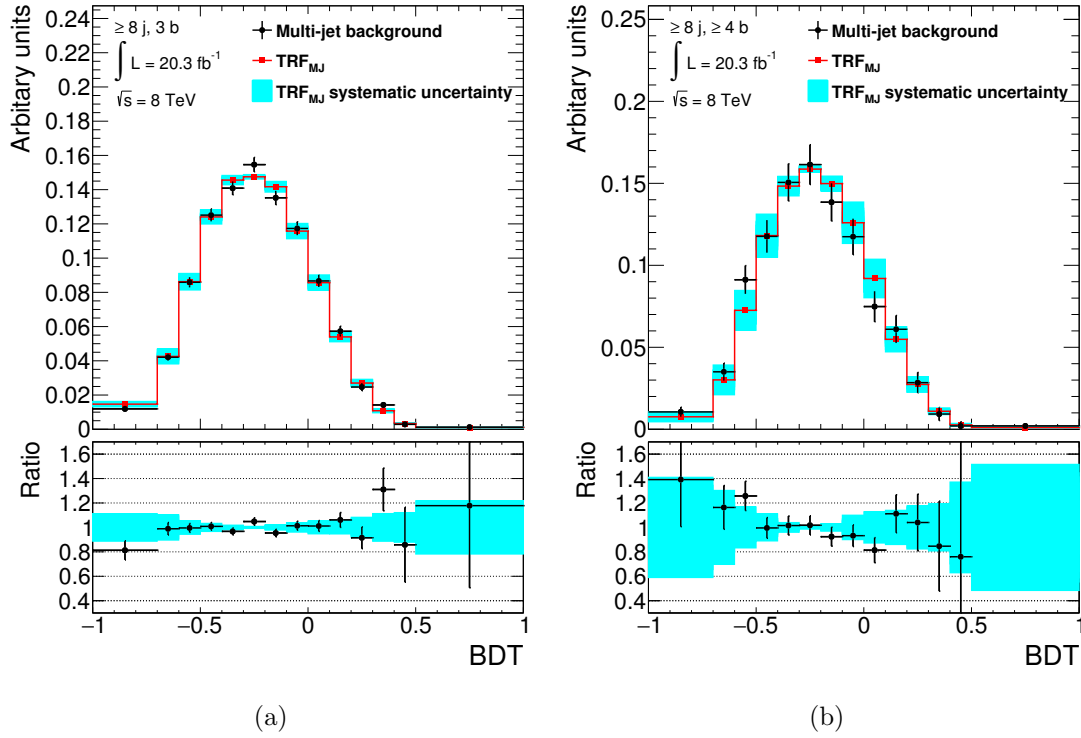 Arbitary units
0.24
0.22
0.2
0.18
0.16
0.14
0.12
0.1
0.08
0.06
0.04
0.02
0
≥ 8 j, 3 b
∫ L = 20.3 fb⁻¹
√s = 8 TeV
Multi-jet background
TRF_MJ
TRF_MJ systematic uncertainty
Ratio
1.6
1.4
1.2
1
0.8
0.6
0.4
−1 −0.5 0 0.5 1
BDT
(a)
Arbitary units
0.25
0.2
0.15
0.1
0.05
0
≥ 8 j, ≥ 4 b
∫ L = 20.3 fb⁻¹
√s = 8 TeV
Multi-jet background
TRF_MJ
TRF_MJ systematic uncertainty
Ratio
1.6
1.4
1.2
1
0.8
0.6
0.4
−1 −0.5 0 0.5 1
BDT
(b)